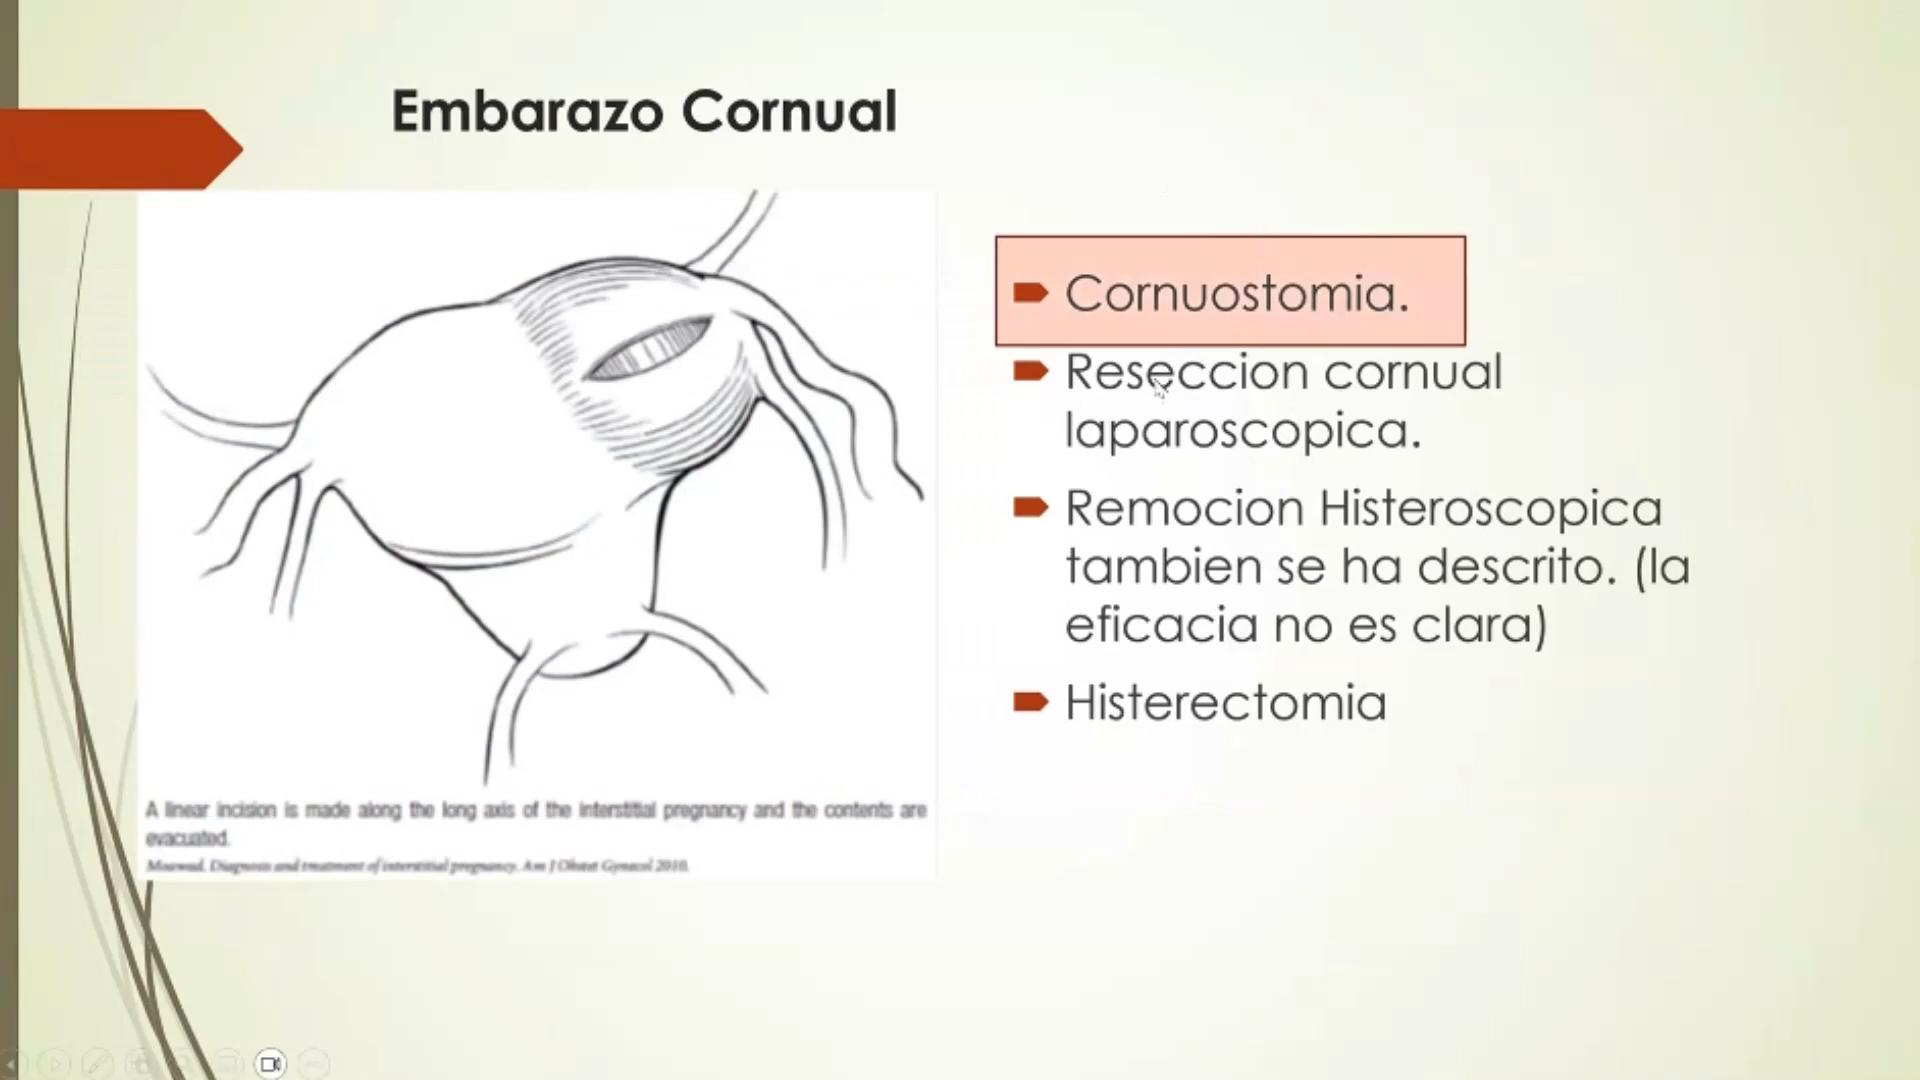 Embarazo Cornual
Cornuostomia.
Reseccion cornual
laparoscopica.
Remocion Histeroscopica
tambien se ha descrito. (la
eficacia no es clara)
Histerectomia
A linear incision is made along the long axis of the interstitial pregnancy and the contents are
evacuated.
Moawad. Diagnosis and treatment of interstitial pregnancy. Am J Obstet Gynecol 2010.